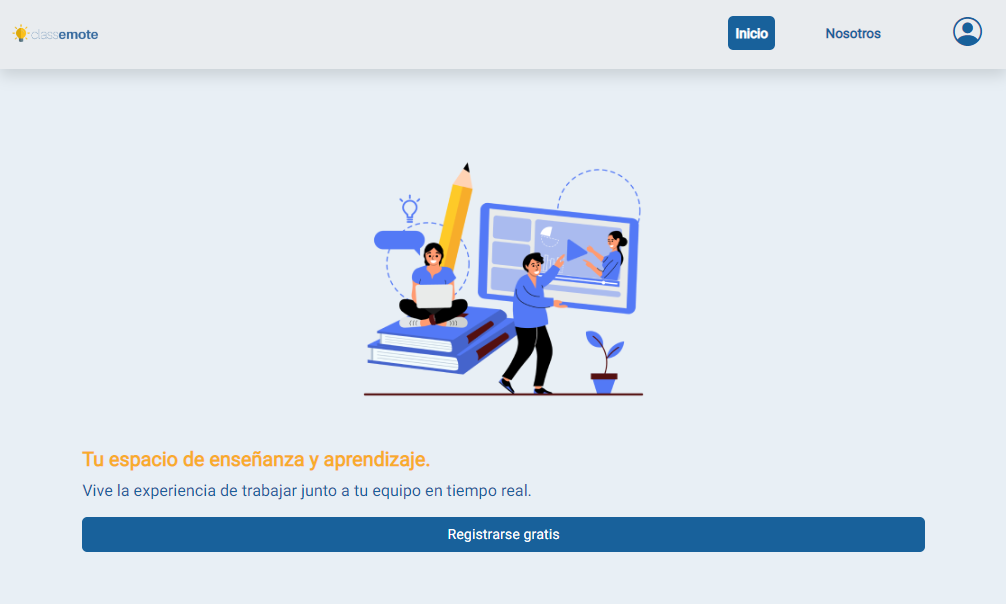 classemote
Inicio
Nosotros
Tu espacio de enseñanza y aprendizaje.
Vive la experiencia de trabajar junto a tu equipo en tiempo real.
Registrarse gratis